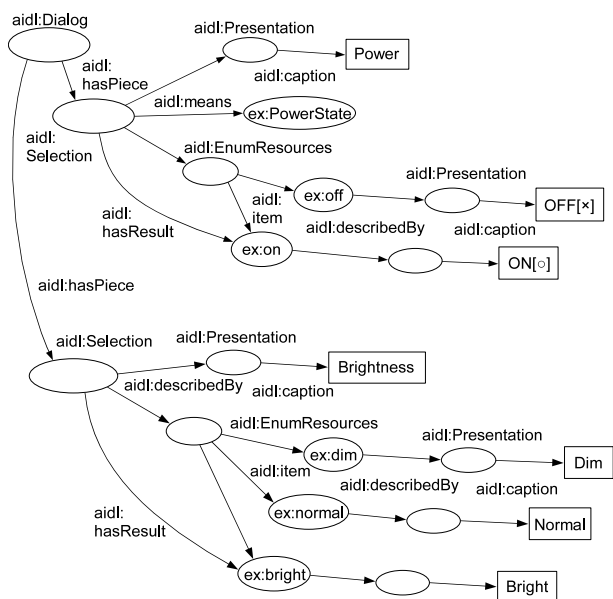 aidl:Dialog
aidl:Presentation
Power
aidl:
hasPiece
aidl:caption
aidl:means
ex:PowerState
aidl:
Selection
aidl:EnumResources
aidl:Presentation
ex:off
OFF[×]
aidl:
item
aidl:
hasResult
aidl:describedBy
aidl:caption
ex:on
ON[○]
aidl:hasPiece
aidl:Selection
aidl:Presentation
Brightness
aidl:describedBy
aidl:caption
aidl:EnumResources
aidl:Presentation
ex:dim
Dim
aidl:item
aidl:describedBy
aidl:caption
ex:normal
Normal
aidl:
hasResult
ex:bright
Bright